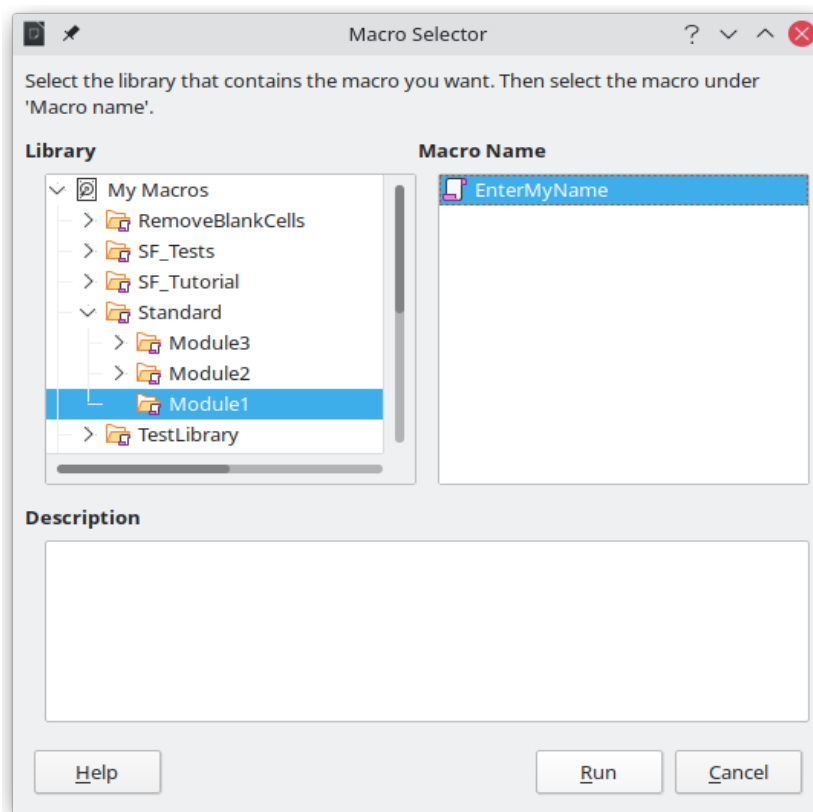 Macro Selector
Select the library that contains the macro you want. Then select the macro under
'Macro name'.
Library
My Macros
RemoveBlankCells
SF_Tests
SF_Tutorial
Standard
Module3
Module2
Module1
TestLibrary
Macro Name
EnterMyName
Description
Help
Run
Cancel